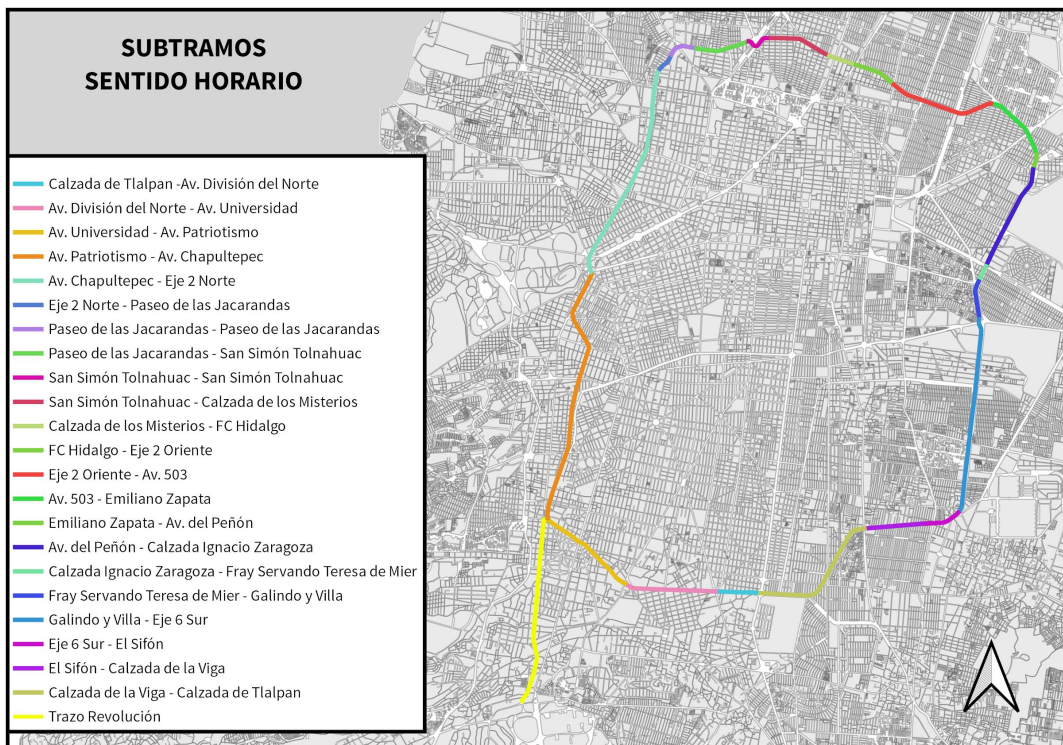 SUBTRAMOS
SENTIDO HORARIO
Calzada de Tlalpan -Av. División del Norte
Av. División del Norte - Av. Universidad
Av. Universidad - Av. Patriotismo
Av. Patriotismo - Av. Chapultepec
Av. Chapultepec - Eje 2 Norte
Eje 2 Norte - Paseo de las Jacarandas
Paseo de las Jacarandas - Paseo de las Jacarandas
Paseo de las Jacarandas - San Simón Tolnahuac
San Simón Tolnahuac - San Simón Tolnahuac
San Simón Tolnahuac - Calzada de los Misterios
Calzada de los Misterios - FC Hidalgo
FC Hidalgo - Eje 2 Oriente
Eje 2 Oriente - Av. 503
Av. 503 - Emiliano Zapata
Emiliano Zapata - Av. del Peñón
Av. del Peñón - Calzada Ignacio Zaragoza
Calzada Ignacio Zaragoza - Fray Servando Teresa de Mier
Fray Servando Teresa de Mier - Galindo y Villa
Galindo y Villa - Eje 6 Sur
Eje 6 Sur - El Sifón
El Sifón - Calzada de la Viga
Calzada de la Viga - Calzada de Tlalpan
Trazo Revolución